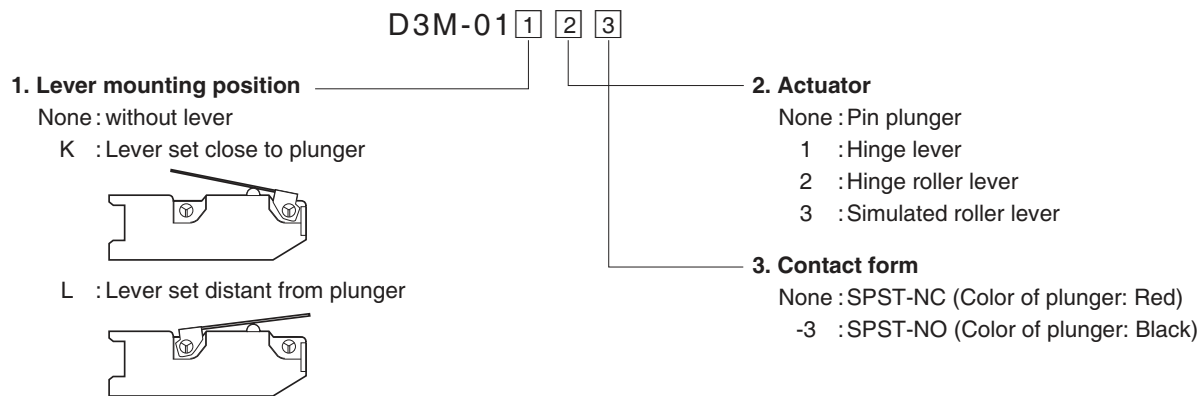 D3M-01 1 2 3
1. Lever mounting position
None : without lever
K : Lever set close to plunger
L : Lever set distant from plunger
2. Actuator
None : Pin plunger
1 : Hinge lever
2 : Hinge roller lever
3 : Simulated roller lever
3. Contact form
None : SPST-NC (Color of plunger: Red)
-3 : SPST-NO (Color of plunger: Black)